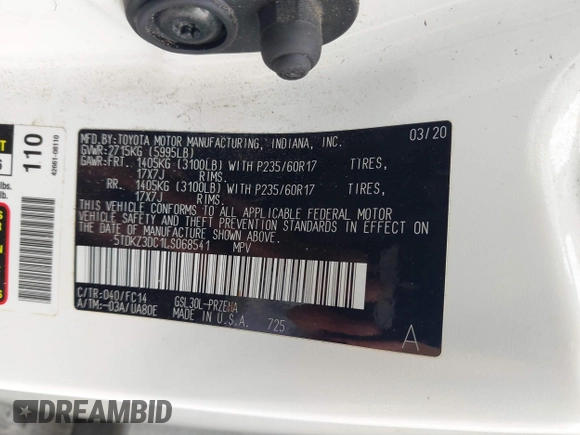 MFD.BY:TOYOTA MOTOR MANUFACTURING, INDIANA, INC. 03/20
GVWR:2715KG (5995LB)
GAWR:FRT. 1405KG (3100LB) WITH P235/60R17 TIRES,
17X7J RIMS.
RR. 1405KG (3100LB) WITH P235/60R17 TIRES,
17X7J RIMS.
THIS VEHICLE CONFORMS TO ALL APPLICABLE FEDERAL MOTOR
VEHICLE SAFETY AND THEFT PREVENTION STANDARDS IN EFFECT ON
THE DATE OF MANUFACTURE SHOWN ABOVE.
5TDKZ3DC1LS068541 MPV
C/TR:040/FC14 GSL30L-PRZEHA
A/TM:-03A/UA80E MADE IN U.S.A. 725
A
110
42661-08110
lbs.
DREAMBID